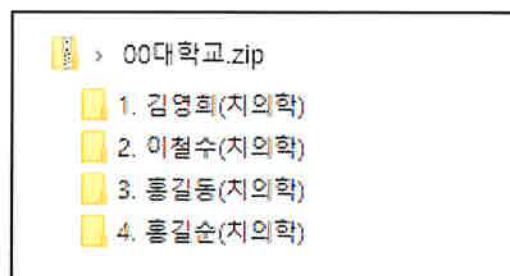 > 00대학교.zip
1. 김영희(치의학)
2. 이철수(치의학)
3. 홍길동(치의학)
4. 홍길순(치의학)